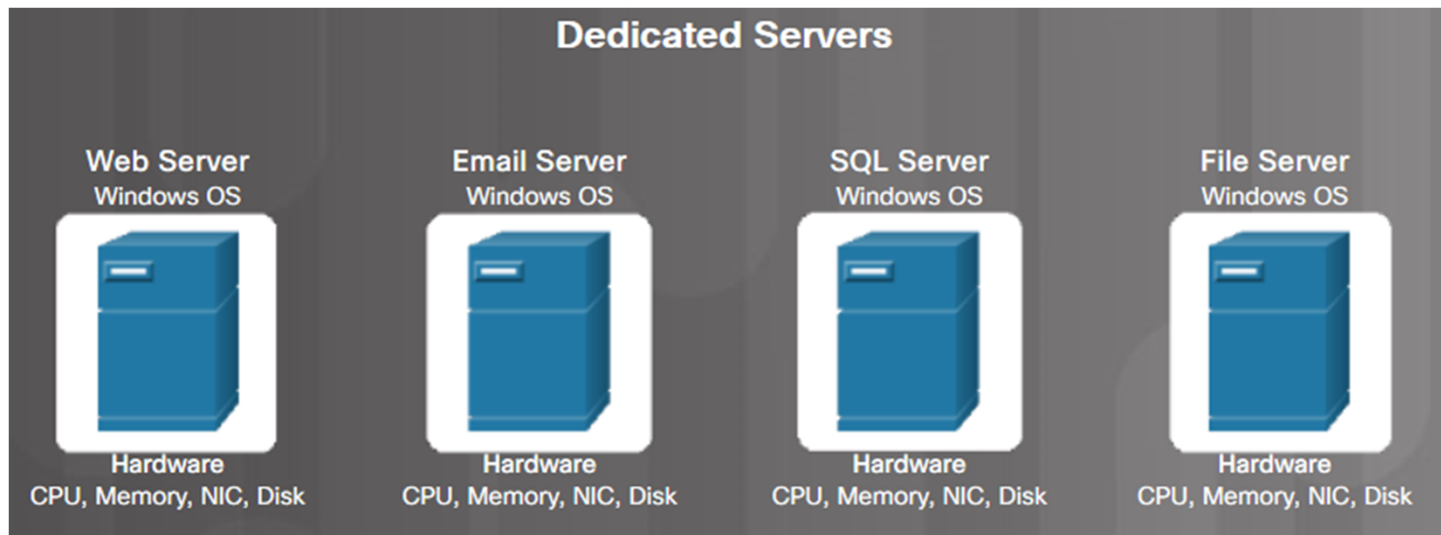 Dedicated Servers
Web Server
Windows OS
Hardware
CPU, Memory, NIC, Disk
Email Server
Windows OS
Hardware
CPU, Memory, NIC, Disk
SQL Server
Windows OS
Hardware
CPU, Memory, NIC, Disk
File Server
Windows OS
Hardware
CPU, Memory, NIC, Disk